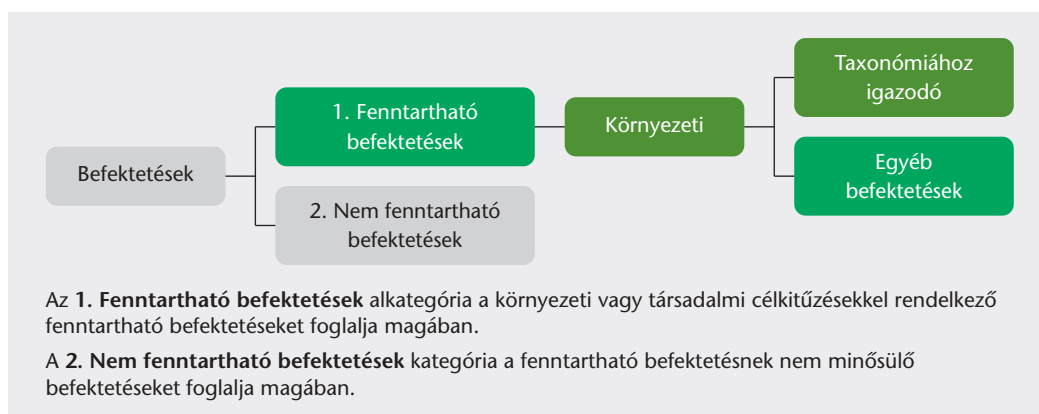 Befektetések
1. Fenntartható
befektetések
2. Nem fenntartható
befektetések
Környezeti
Taxonómiához
igazodó
Egyéb
befektetések
Az 1. Fenntartható befektetések alkategória a környezeti vagy társadalmi célkitűzésekkel rendelkező
fenntartható befektetéseket foglalja magában.
A 2. Nem fenntartható befektetések kategória a fenntartható befektetésnek nem minősülő
befektetéseket foglalja magában.